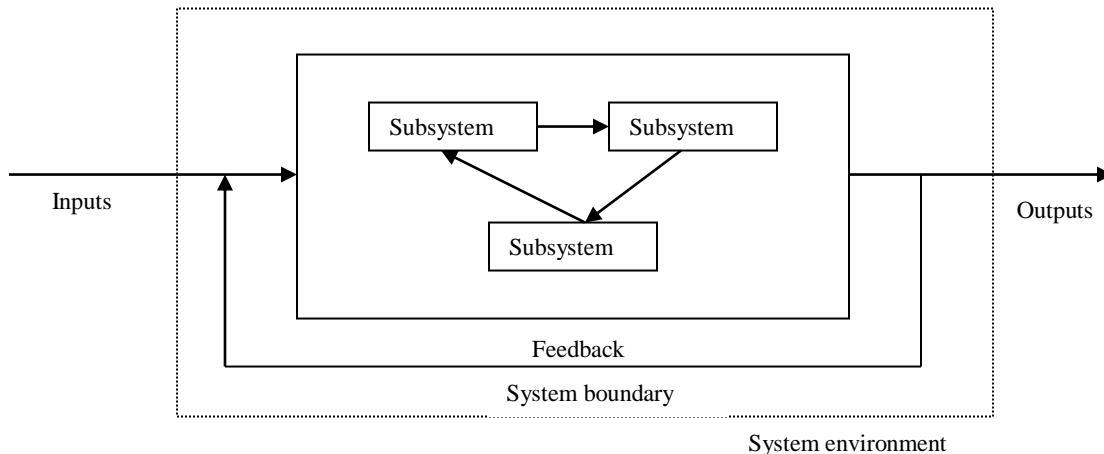 Subsystem
Subsystem
Inputs
Outputs
Subsystem
Feedback
System boundary
System environment